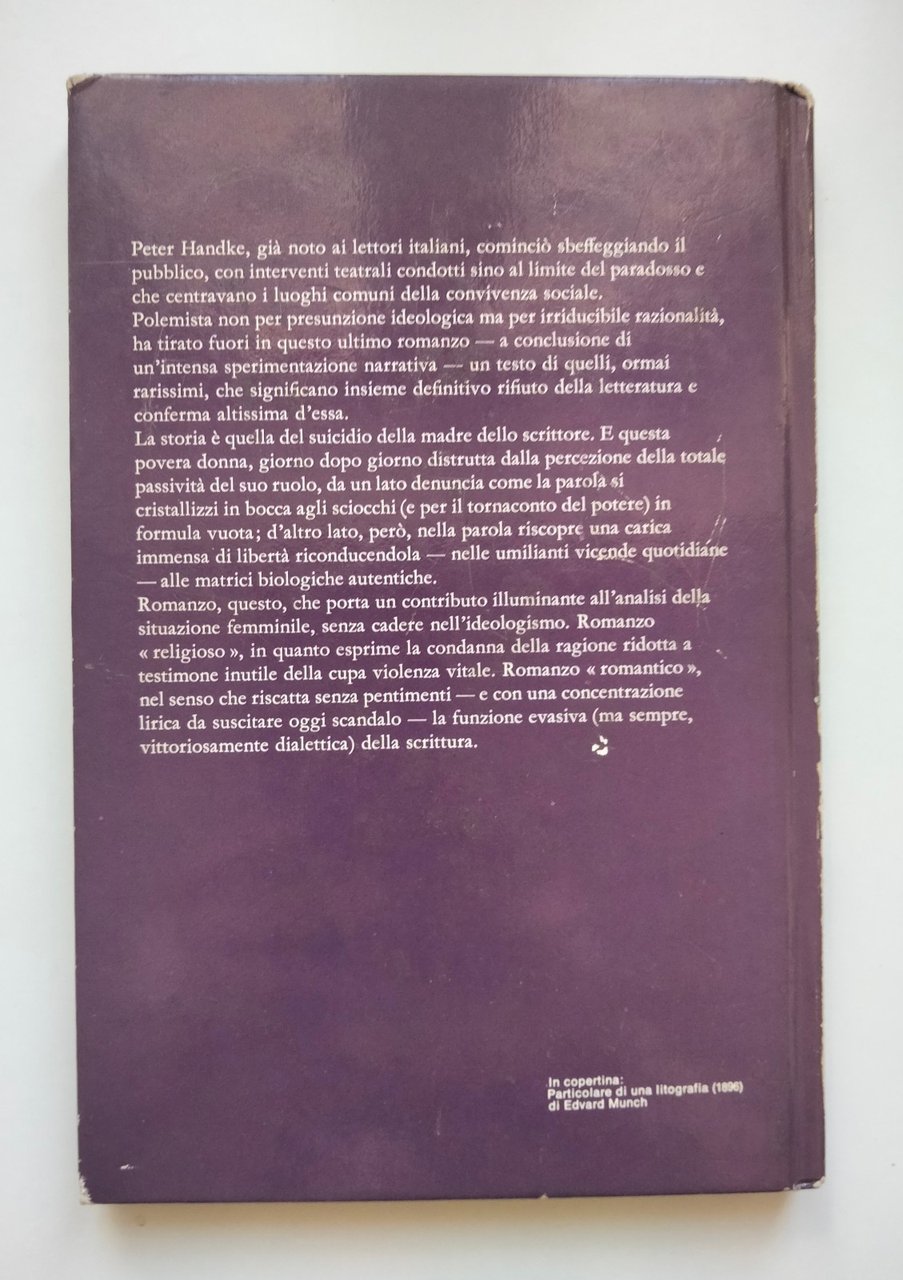 Peter Handke, già noto ai lettori italiani, cominciò sbeffeggiando il
pubblico, con interventi teatrali condotti sino al limite del paradosso e
che centravano i luoghi comuni della convivenza sociale.
Polemista non per presunzione ideologica ma per irriducibile razionalità,
ha tirato fuori in questo ultimo romanzo — a conclusione di
un'intensa sperimentazione narrativa — un testo di quelli, ormai
rarissimi, che significano insieme definitivo rifiuto della letteratura e
conferma altissima d'essa.
La storia è quella del suicidio della madre dello scrittore. E questa
povera donna, giorno dopo giorno distrutta dalla percezione della totale
passività del suo ruolo, da un lato denuncia come la parola si
cristallizzi in bocca agli sciocchi (e per il tornaconto del potere) in
formula vuota; d'altro lato, però, nella parola riscopre una carica
immensa di libertà riconducendola — nelle umilianti vicende quotidiane
— alle matrici biologiche autentiche.
Romanzo, questo, che porta un contributo illuminante all'analisi della
situazione femminile, senza cadere nell'ideologismo. Romanzo
« religioso », in quanto esprime la condanna della ragione ridotta a
testimone inutile della cupa violenza vitale. Romanzo « romantico »,
nel senso che riscatta senza pentimenti — e con una concentrazione
lirica da suscitare oggi scandalo — la funzione evasiva (ma sempre,
vittoriosamente dialettica) della scrittura.
In copertina:
Particolare di una litografia (1896)
di Edvard Munch